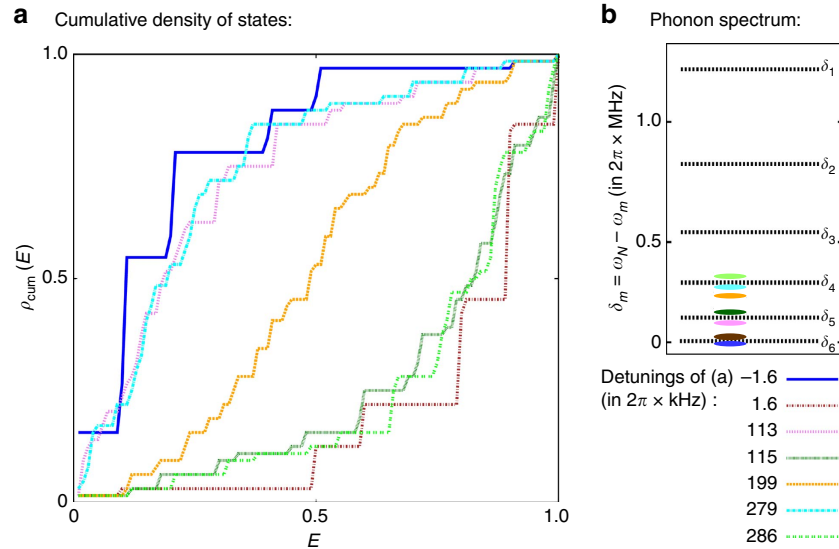 a Cumulative density of states:
1.0
0.5
0
ρcum (E)
0 0.5 1.0
E
b Phonon spectrum:
δm = ωN − ωm (in 2π × MHz)
1.0
0.5
0
δ1
δ2
δ3
δ4
δ5
δ6
Detunings of (a) −1.6
(in 2π × kHz) : 1.6
113
115
199
279
286